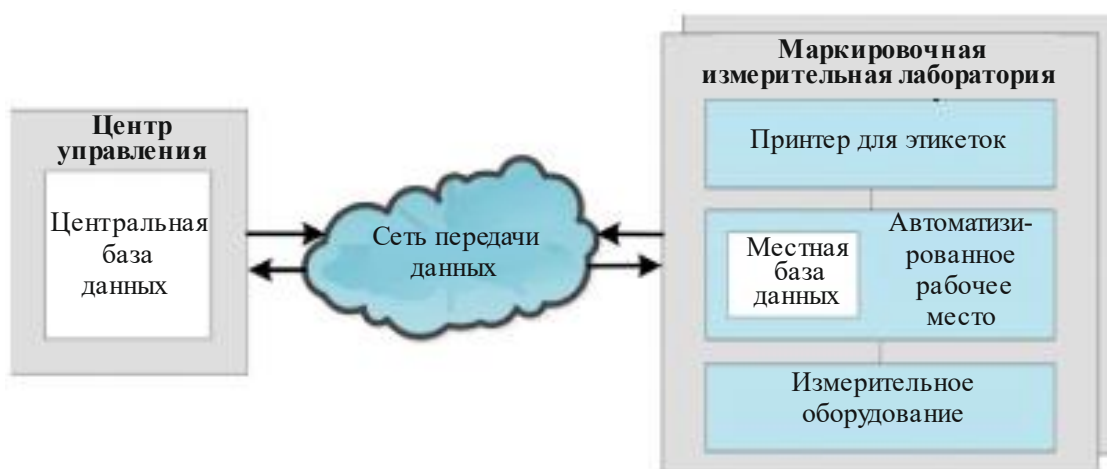 Центр
управления
Центральная
база
данных
Сеть передачи
данных
Маркировочная
измерительная лаборатория
Принтер для этикеток
Местная
база
данных
Автоматизи-
рованное
рабочее
место
Измерительное
оборудование